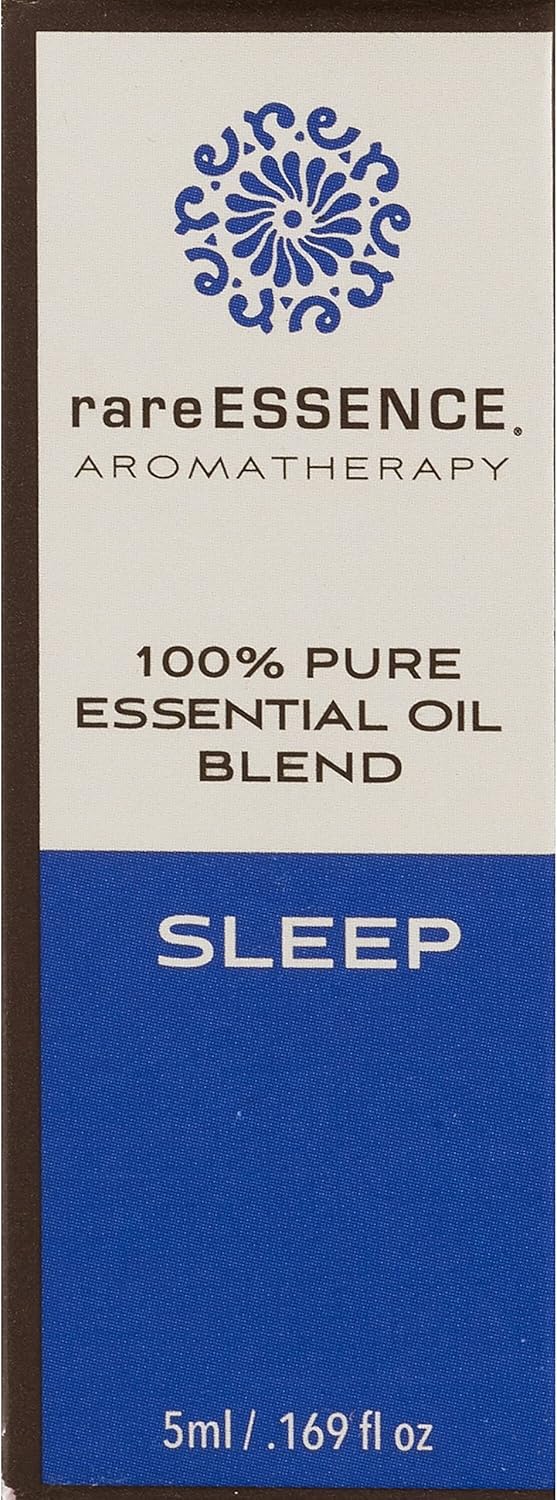 rareESSENCE®
AROMATHERAPY
100% PURE
ESSENTIAL OIL
BLEND
SLEEP
5ml / .169 fl oz